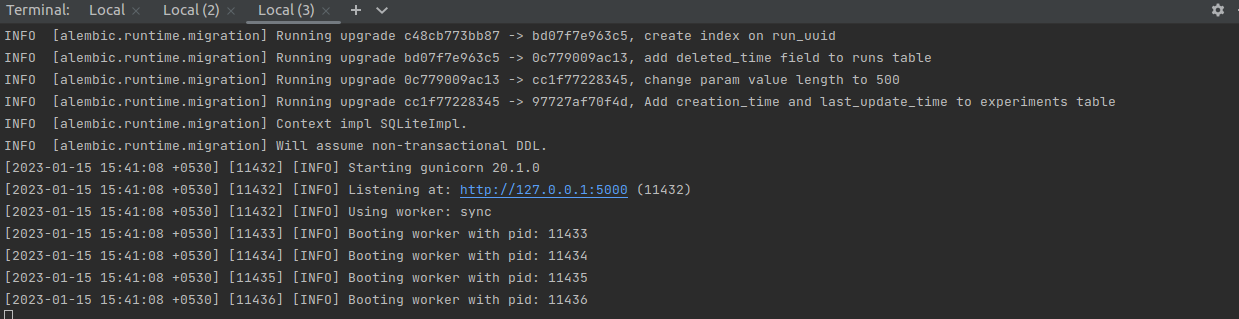 Terminal: Local × Local (2) × Local (3) × +
INFO  [alembic.runtime.migration] Running upgrade c48cb773bb87 -> bd07f7e963c5, create index on run_uuid
INFO  [alembic.runtime.migration] Running upgrade bd07f7e963c5 -> 0c779009ac13, add deleted_time field to runs table
INFO  [alembic.runtime.migration] Running upgrade 0c779009ac13 -> cc1f77228345, change param value length to 500
INFO  [alembic.runtime.migration] Running upgrade cc1f77228345 -> 97727af70f4d, Add creation_time and last_update_time to experiments table
INFO  [alembic.runtime.migration] Context impl SQLiteImpl.
INFO  [alembic.runtime.migration] Will assume non-transactional DDL.
[2023-01-15 15:41:08 +0530] [11432] [INFO] Starting gunicorn 20.1.0
[2023-01-15 15:41:08 +0530] [11432] [INFO] Listening at: http://127.0.0.1:5000 (11432)
[2023-01-15 15:41:08 +0530] [11432] [INFO] Using worker: sync
[2023-01-15 15:41:08 +0530] [11433] [INFO] Booting worker with pid: 11433
[2023-01-15 15:41:08 +0530] [11434] [INFO] Booting worker with pid: 11434
[2023-01-15 15:41:08 +0530] [11435] [INFO] Booting worker with pid: 11435
[2023-01-15 15:41:08 +0530] [11436] [INFO] Booting worker with pid: 11436